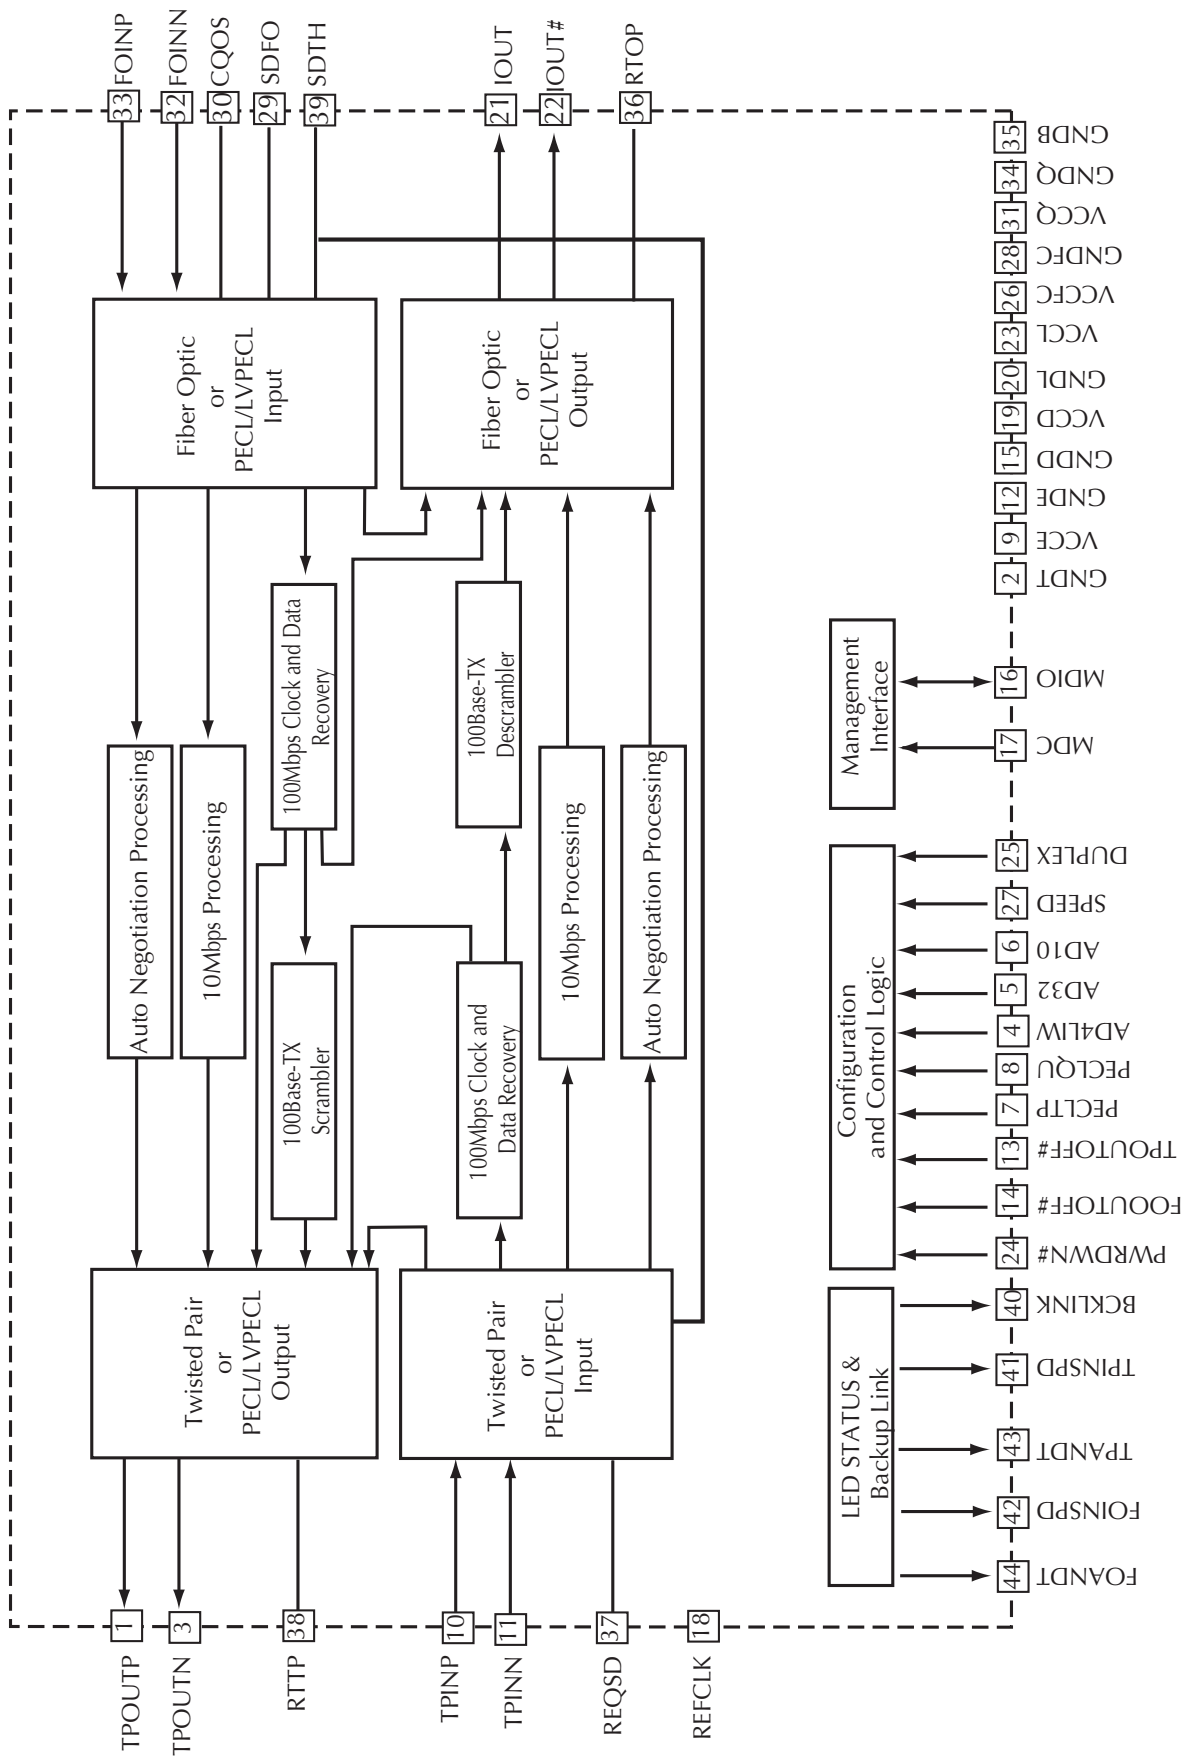 33 FOINP
32 FOINN
30 CQOS
29 SDFO
39 SDTH
21 IOUT
22 IOUT#
36 RTOP
Fiber Optic
or
PECL/LVPECL
Input
Fiber Optic
or
PECL/LVPECL
Output
Auto Negotiation Processing
10Mbps Processing
100Mbps Clock and Data
Recovery
100Base-TX
Scrambler
100Base-TX
Descrambler
100Mbps Clock and
Data Recovery
10Mbps Processing
Auto Negotiation Processing
Twisted Pair
or
PECL/LVPECL
Output
Twisted Pair
or
PECL/LVPECL
Input
TPOUTP 1
TPOUTN 3
RTTP 38
TPINP 10
TPINN 11
REQSD 37
REFCLK 18
Management
Interface
Configuration
and Control Logic
LED STATUS &
Backup Link
35 GNDB
34 GNDQ
31 VCCQ
28 GNDFC
26 VCCFC
23 VCCL
20 GNDL
19 VCCD
15 GNDD
12 GNDE
9 VCCE
2 GNDT
16 MDIO
17 MDC
25 DUPLEX
27 SPEED
6 AD10
5 AD32
4 AD4LIW
8 PECLQU
7 PECLTP
13 TPOUTOFF#
14 FOOUTOFF#
24 PWRDWN#
40 BCKLINK
41 TPINSPD
43 TPANDT
42 FOINSPD
44 FOANDT